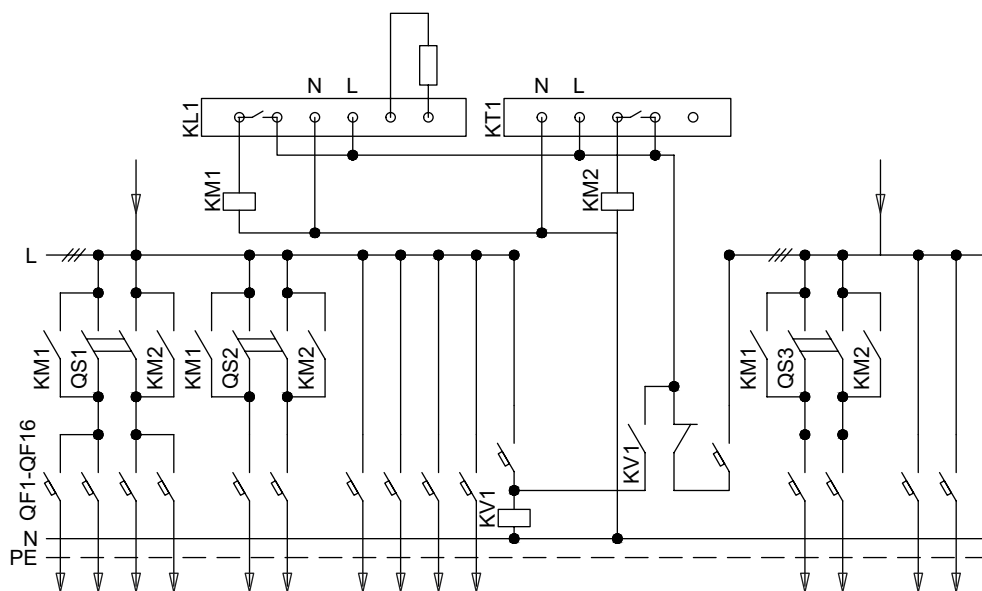 N L
KL1
N L
KT1
KM1
KM2
L
KM1
QS1
KM2
KM1
QS2
KM2
KM1
QS3
KM2
QF1-QF16
KV1
KV1
N
PE